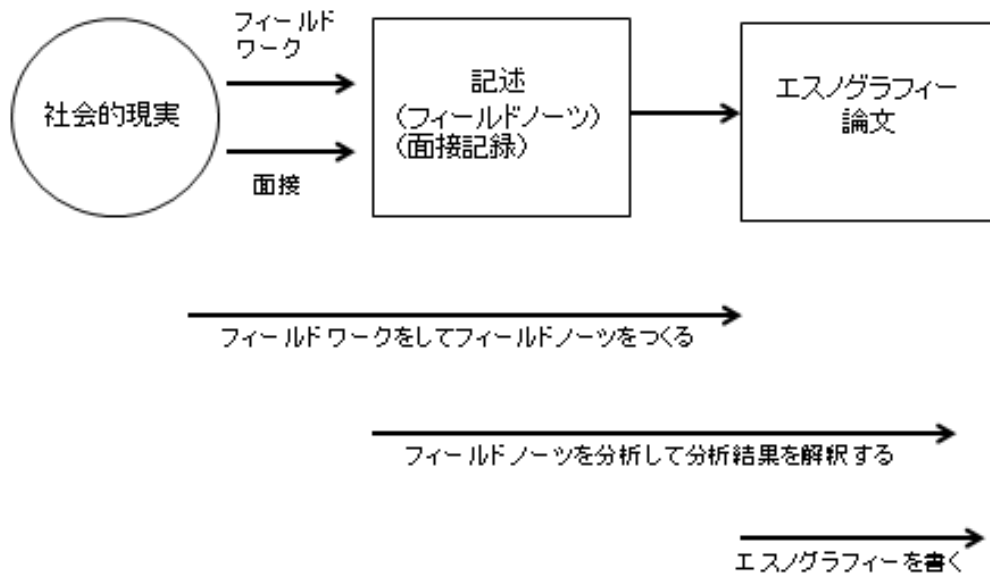 フィールド
ワーク
社会的現実
面接
記述
(フィールドノーツ)
(面接記録)
エスノグラフィー
論文
フィールドワークをしてフィールドノーツをつくる
フィールドノーツを分析して分析結果を解釈する
エスノグラフィーを書く